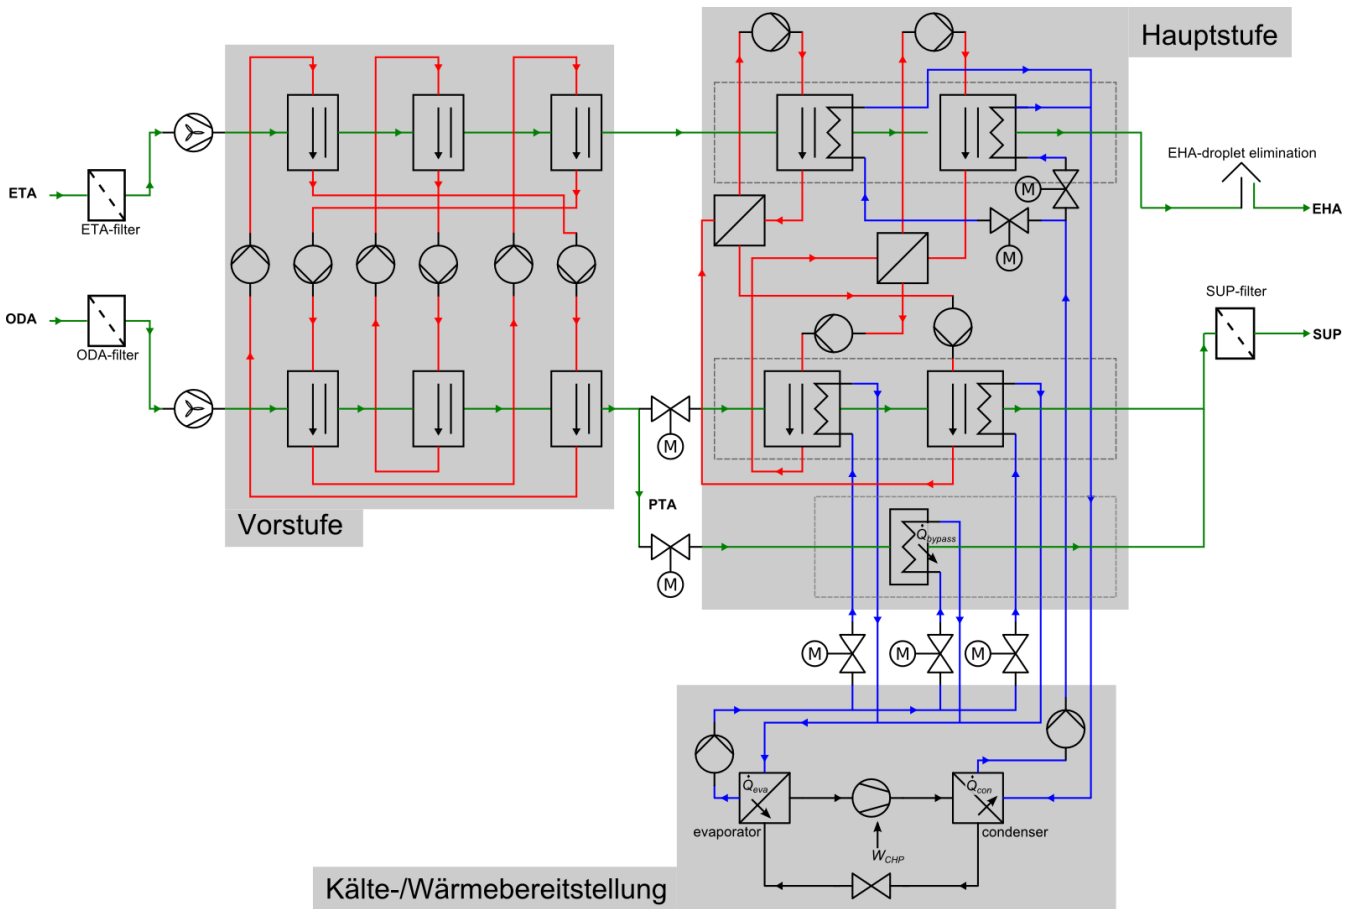 Hauptstufe
EHA-droplet elimination
ETA
ETA-filter
M
EHA
M
ODA
ODA-filter
SUP-filter
SUP
M
PTA
Vorstufe
Q̇bypass
M
M
M
M
Q̇eva
Q̇con
evaporator
condenser
WCHP
Kälte-/Wärmebereitstellung